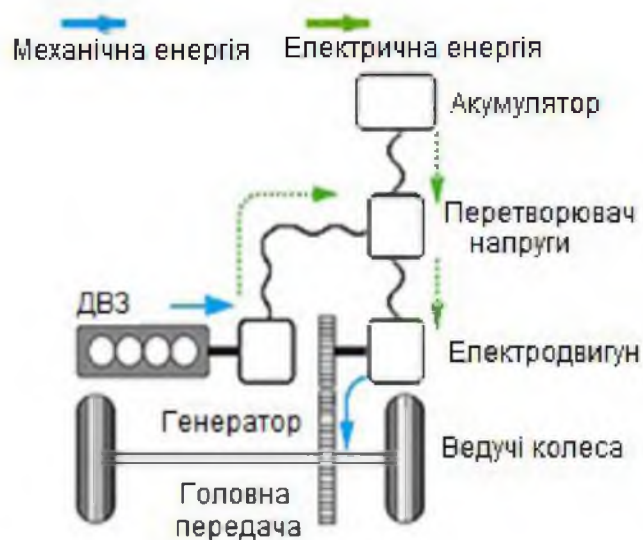 Механічна енергія
Електрична енергія
Акумулятор
Перетворювач
напруги
ДВЗ
Електродвигун
Генератор
Ведучі колеса
Головна
передача